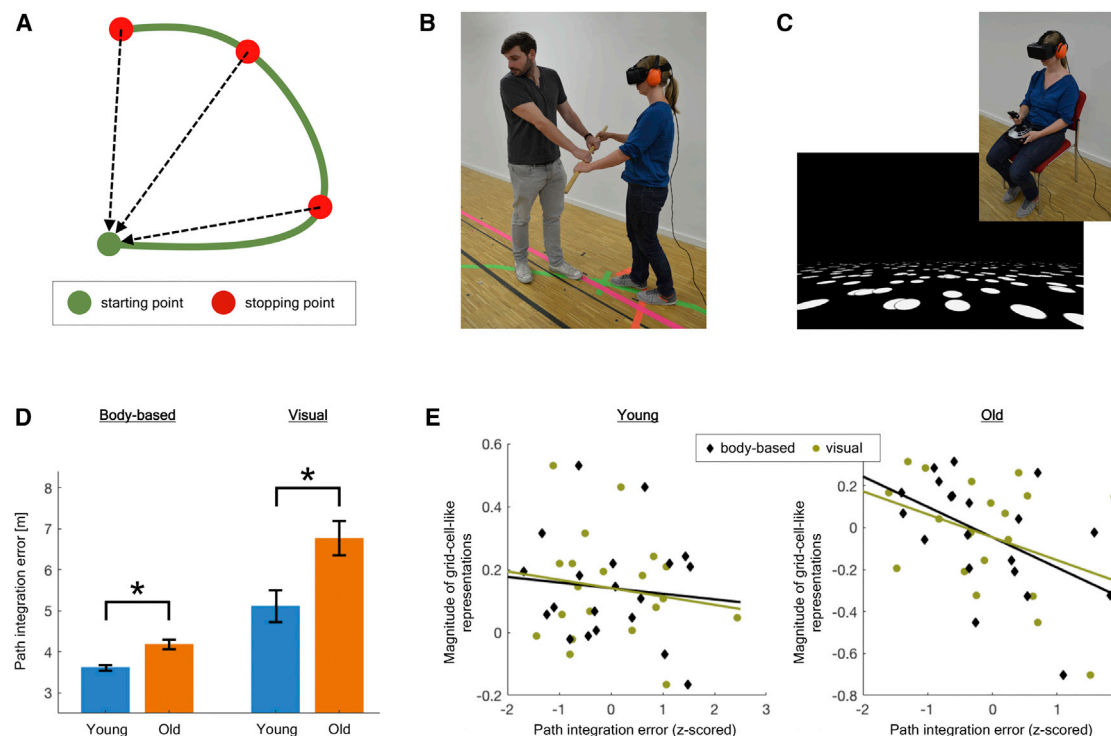 A
B
C
starting point
stopping point
D
Body-based
Visual
Path integration error [m]
8
7
6
5
4
3
*
*
Young
Old
Young
Old
E
Young
Old
body-based
visual
Magnitude of grid-cell-like
representations
0.6
0.4
0.2
0
-0.2
-2
-1
0
1
2
3
Path integration error (z-scored)
Magnitude of grid-cell-like
representations
0.2
0
-0.2
-0.4
-0.6
-0.8
-2
-1
0
1
Path integration error (z-scored)